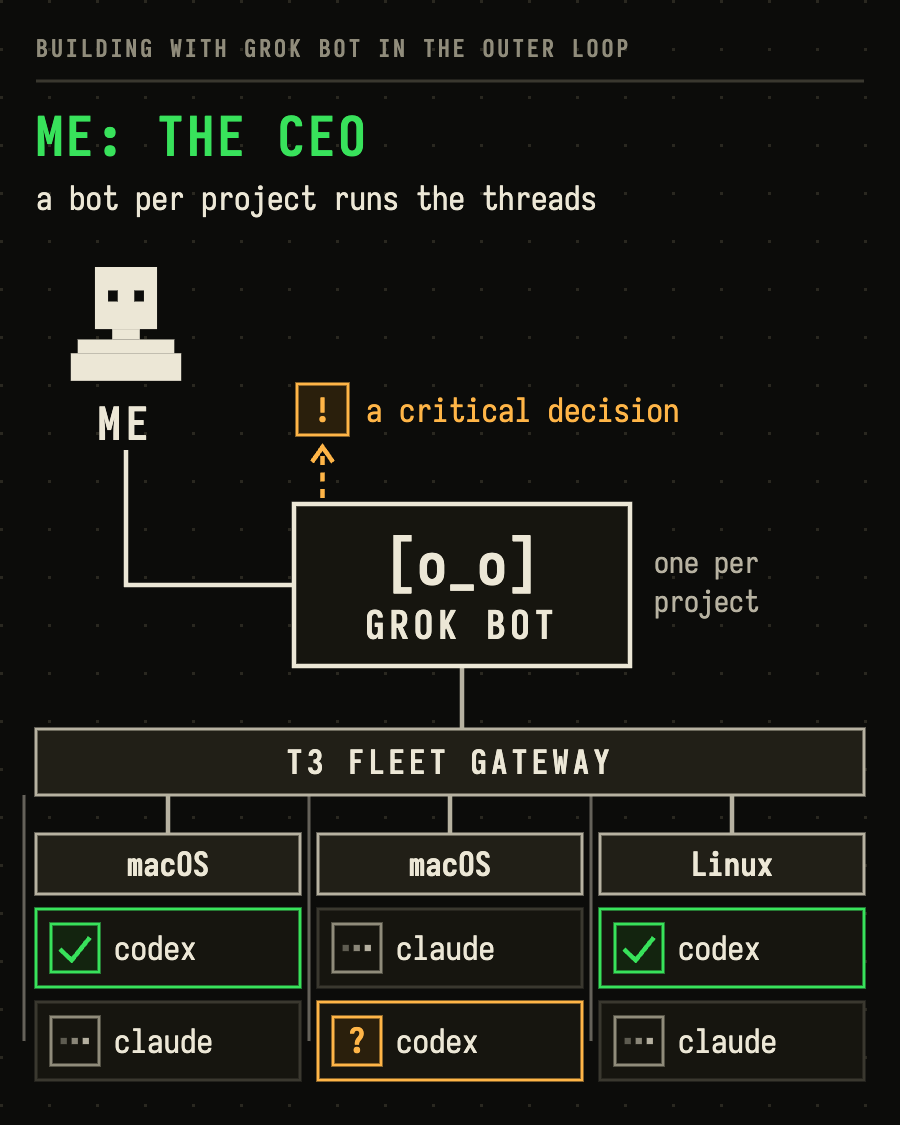 BUILDING WITH GROK BOT IN THE OUTER LOOP
ME: THE CEO
a bot per project runs the threads
ME
! a critical decision
[o_o]
GROK BOT
one per
project
T3 FLEET GATEWAY
macOS
macOS
Linux
codex
claude
codex
claude
? codex
claude